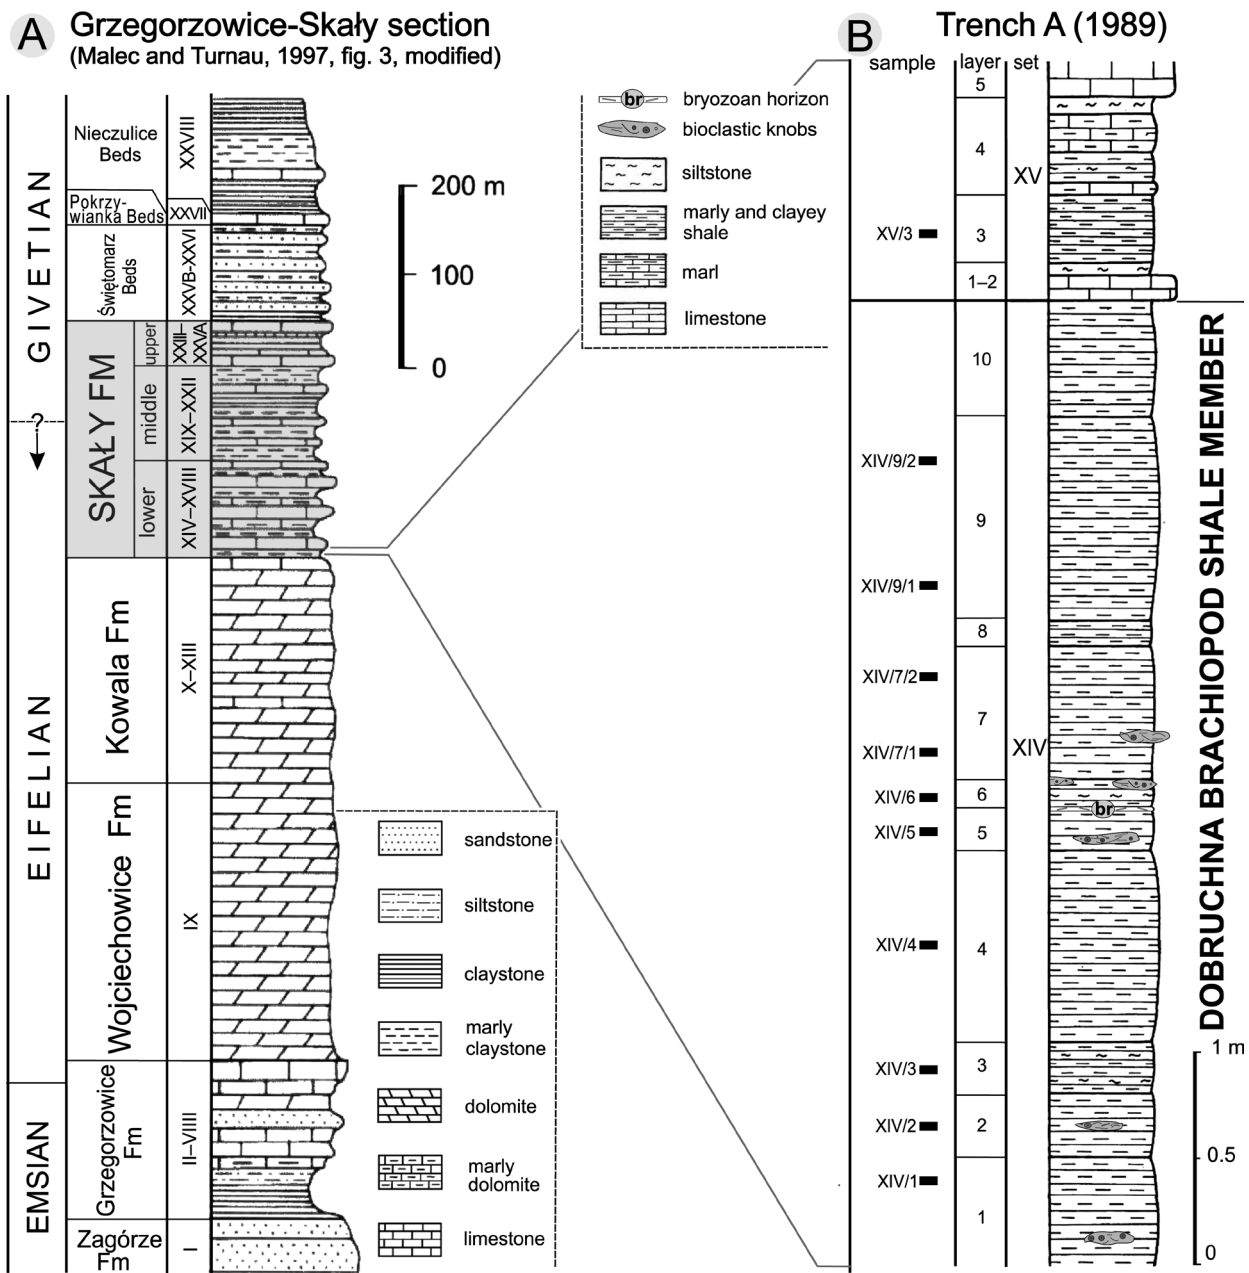 A
Grzegorzowice-Skały section
(Malec and Turnau, 1997, fig. 3, modified)
GIVETIAN
?
EIFELIAN
EMSIAN
Nieczulice
Beds
XXVIII
Pokrzy-
wianka Beds
XXVII
Świętomarz
Beds
XXVB-XXVI
SKAŁY FM
upper
XXIII–
XXVA
middle
XIX–XXII
lower
XIV–XVIII
Kowala Fm
X–XIII
Wojciechowice Fm
IX
Grzegorzowice
Fm
II–VIIII
Zagórze
Fm
I
200 m
100
0
sandstone
siltstone
claystone
marly
claystone
dolomite
marly
dolomite
limestone
br
bryozoan horizon
bioclastic knobs
siltstone
marly and clayey
shale
marl
limestone
B
Trench A (1989)
sample
layer
set
5
4
XV
XV/3
3
1–2
10
XIV/9/2
9
XIV/9/1
8
XIV/7/2
7
XIV
XIV/7/1
XIV/6
6
br
XIV/5
5
XIV/4
4
XIV/3
3
XIV/2
2
XIV/1
1
DOBRUCHNA BRACHIOPOD SHALE MEMBER
1 m
0.5
0